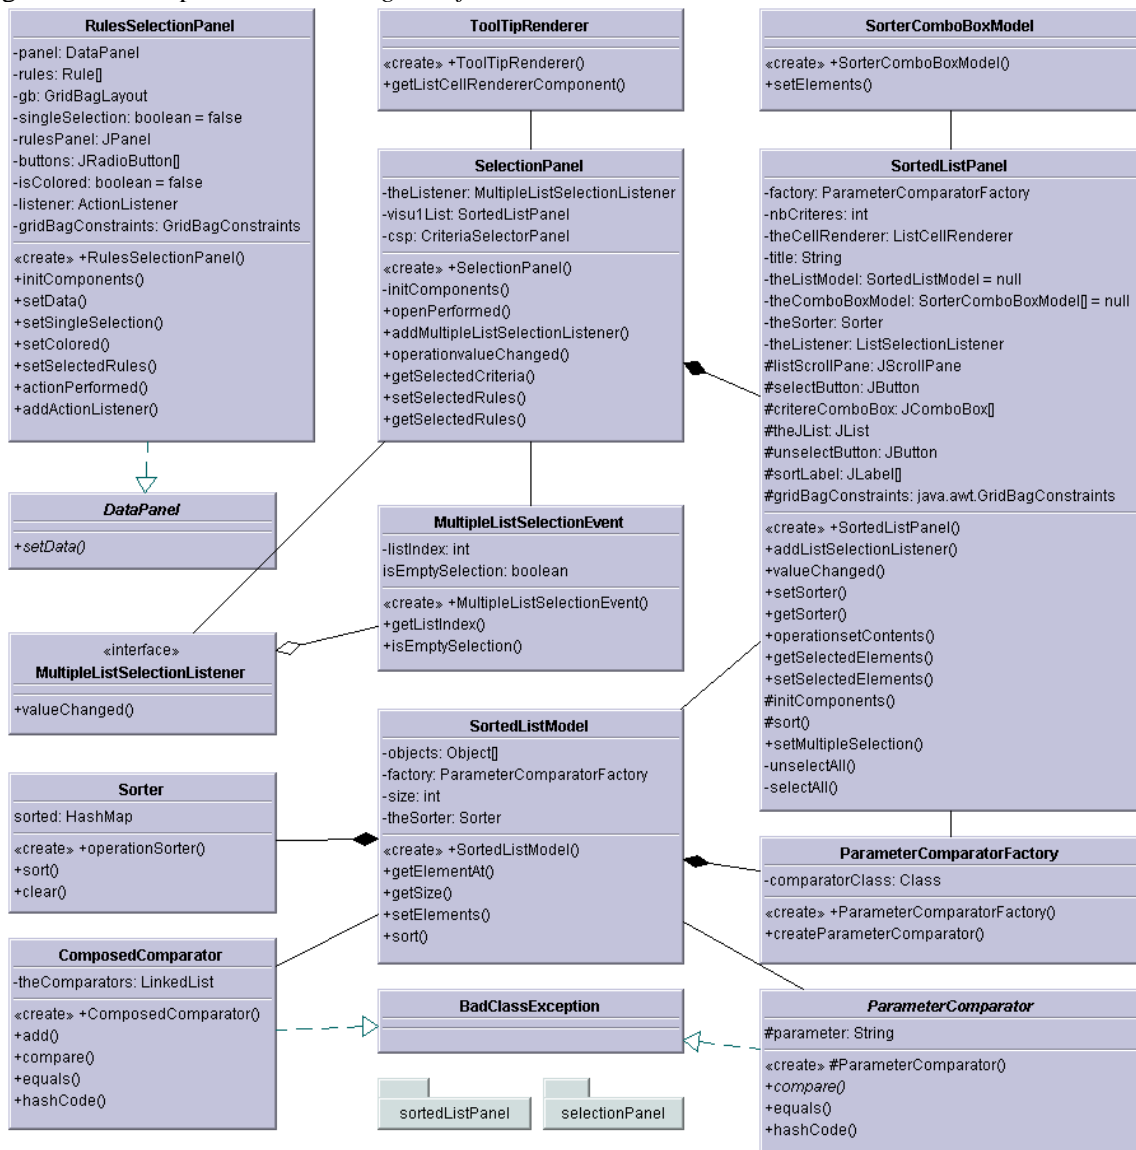 RulesSelectionPanel
-panel: DataPanel
-rules: Rule[]
-gb: GridBagLayout
-singleSelection: boolean = false
-rulesPanel: JPanel
-buttons: JRadioButton[]
-isColored: boolean = false
-listener: ActionListener
-gridBagConstraints: GridBagConstraints
«create» +RulesSelectionPanel()
+initComponents()
+setData()
+setSingleSelection()
+setColored()
+setSelectedRules()
+actionPerformed()
+addActionListener()
DataPanel
+setData()
«interface»
MultipleListSelectionListener
+valueChanged()
Sorter
sorted: HashMap
«create» +operationSorter()
+sort()
+clear()
ComposedComparator
-theComparators: LinkedList
«create» +ComposedComparator()
+add()
+compare()
+equals()
+hashCode()
ToolTipRenderer
«create» +ToolTipRenderer()
+getListCellRendererComponent()
SelectionPanel
-theListener: MultipleListSelectionListener
-visu1List: SortedListPanel
-csp: CriteriaSelectorPanel
«create» +SelectionPanel()
-initComponents()
+openPerformed()
+addMultipleListSelectionListener()
+operationvalueChanged()
+getSelectedCriteria()
+setSelectedRules()
+getSelectedRules()
MultipleListSelectionEvent
-listIndex: int
isEmptySelection: boolean
«create» +MultipleListSelectionEvent()
+getListIndex()
+isEmptySelection()
SortedListModel
-objects: Object[]
-factory: ParameterComparatorFactory
-size: int
-theSorter: Sorter
«create» +SortedListModel()
+getElementAt()
+getSize()
+setElements()
+sort()
BadClassException
sortedListPanel
selectionPanel
SorterComboBoxModel
«create» +SorterComboBoxModel()
+setElements()
SortedListPanel
-factory: ParameterComparatorFactory
-nbCriteres: int
-theCellRenderer: ListCellRenderer
-title: String
-theListModel: SortedListModel = null
-theComboBoxModel: SorterComboBoxModel[] = null
-theSorter: Sorter
-theListener: ListSelectionListener
#listScrollPane: JScrollPane
#selectButton: JButton
#critereComboBox: JComboBox[]
#theJList: JList
#unselectButton: JButton
#sortLabel: JLabel[]
#gridBagConstraints: java.awt.GridBagConstraints
«create» +SortedListPanel()
+addListSelectionListener()
+valueChanged()
+setSorter()
+getSorter()
+operationsetContents()
+getSelectedElements()
+setSelectedElements()
#initComponents()
#sort()
+setMultipleSelection()
-unselectAll()
-selectAll()
ParameterComparatorFactory
-comparatorClass: Class
«create» +ParameterComparatorFactory()
+createParameterComparator()
ParameterComparator
#parameter: String
«create» #ParameterComparator()
+compare()
+equals()
+hashCode()